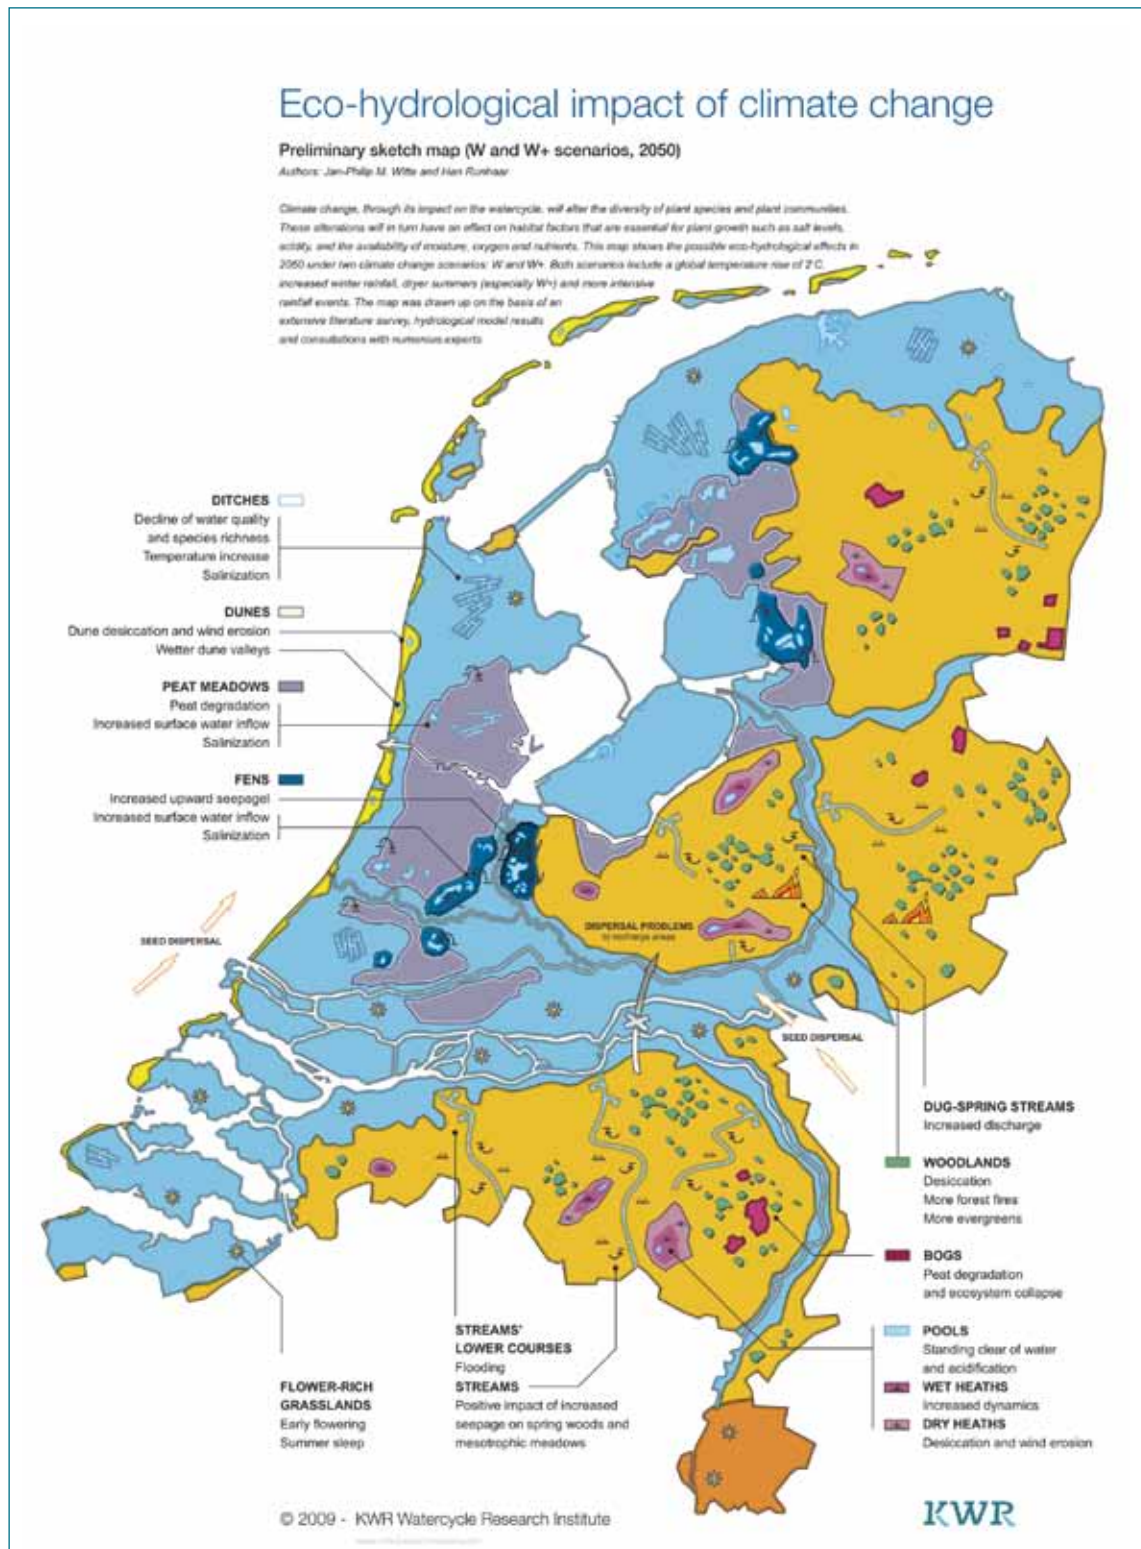 Eco-hydrological impact of climate change
Preliminary sketch map (W and W+ scenarios, 2050)
Authors: Jan-Philip M. Witte and Han Runhaar
Climate change, through its impact on the watercycle, will alter the diversity of plant species and plant communities.
These alterations will in turn have an effect on habitat factors that are essential for plant growth such as salt levels,
acidity, and the availability of moisture, oxygen and nutrients. This map shows the possible eco-hydrological effects in
2050 under two climate change scenarios: W and W+. Both scenarios include a global temperature rise of 2°C,
increased winter rainfall, dryer summers (especially W+) and more intensive
rainfall events. The map was drawn up on the basis of an
extensive literature survey, hydrological model results
and consultations with numerous experts
DITCHES
Decline of water quality
and species richness
Temperature increase
Salinization
DUNES
Dune desiccation and wind erosion
Wetter dune valleys
PEAT MEADOWS
Peat degradation
Increased surface water inflow
Salinization
FENS
Increased upward seepagel
Increased surface water inflow
Salinization
SEED DISPERSAL
DISPERSAL PROBLEMS
to recharge areas
SEED DISPERSAL
DUG-SPRING STREAMS
Increased discharge
WOODLANDS
Desiccation
More forest fires
More evergreens
BOGS
Peat degradation
and ecosystem collapse
POOLS
Standing clear of water
and acidification
WET HEATHS
Increased dynamics
DRY HEATHS
Desiccation and wind erosion
STREAMS'
LOWER COURSES
Flooding
STREAMS
Positive impact of increased
seepage on spring woods and
mesotrophic meadows
FLOWER-RICH
GRASSLANDS
Early flowering
Summer sleep
© 2009 - KWR Watercycle Research Institute
KWR